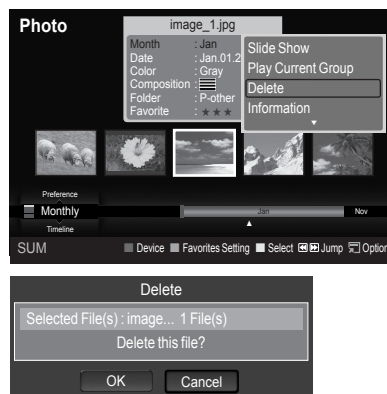 Photo
image_1.jpg
Month : Jan
Date : Jan.01.2
Color : Gray
Composition :
Folder : P-other
Favorite : ★ ★ ★
Slide Show
Play Current Group
Delete
Information
Preference
Monthly
Timeline
Jan
Nov
SUM Device Favorites Setting Select Jump Option
Delete
Selected File(s) : image... 1 File(s)
Delete this file?
OK Cancel